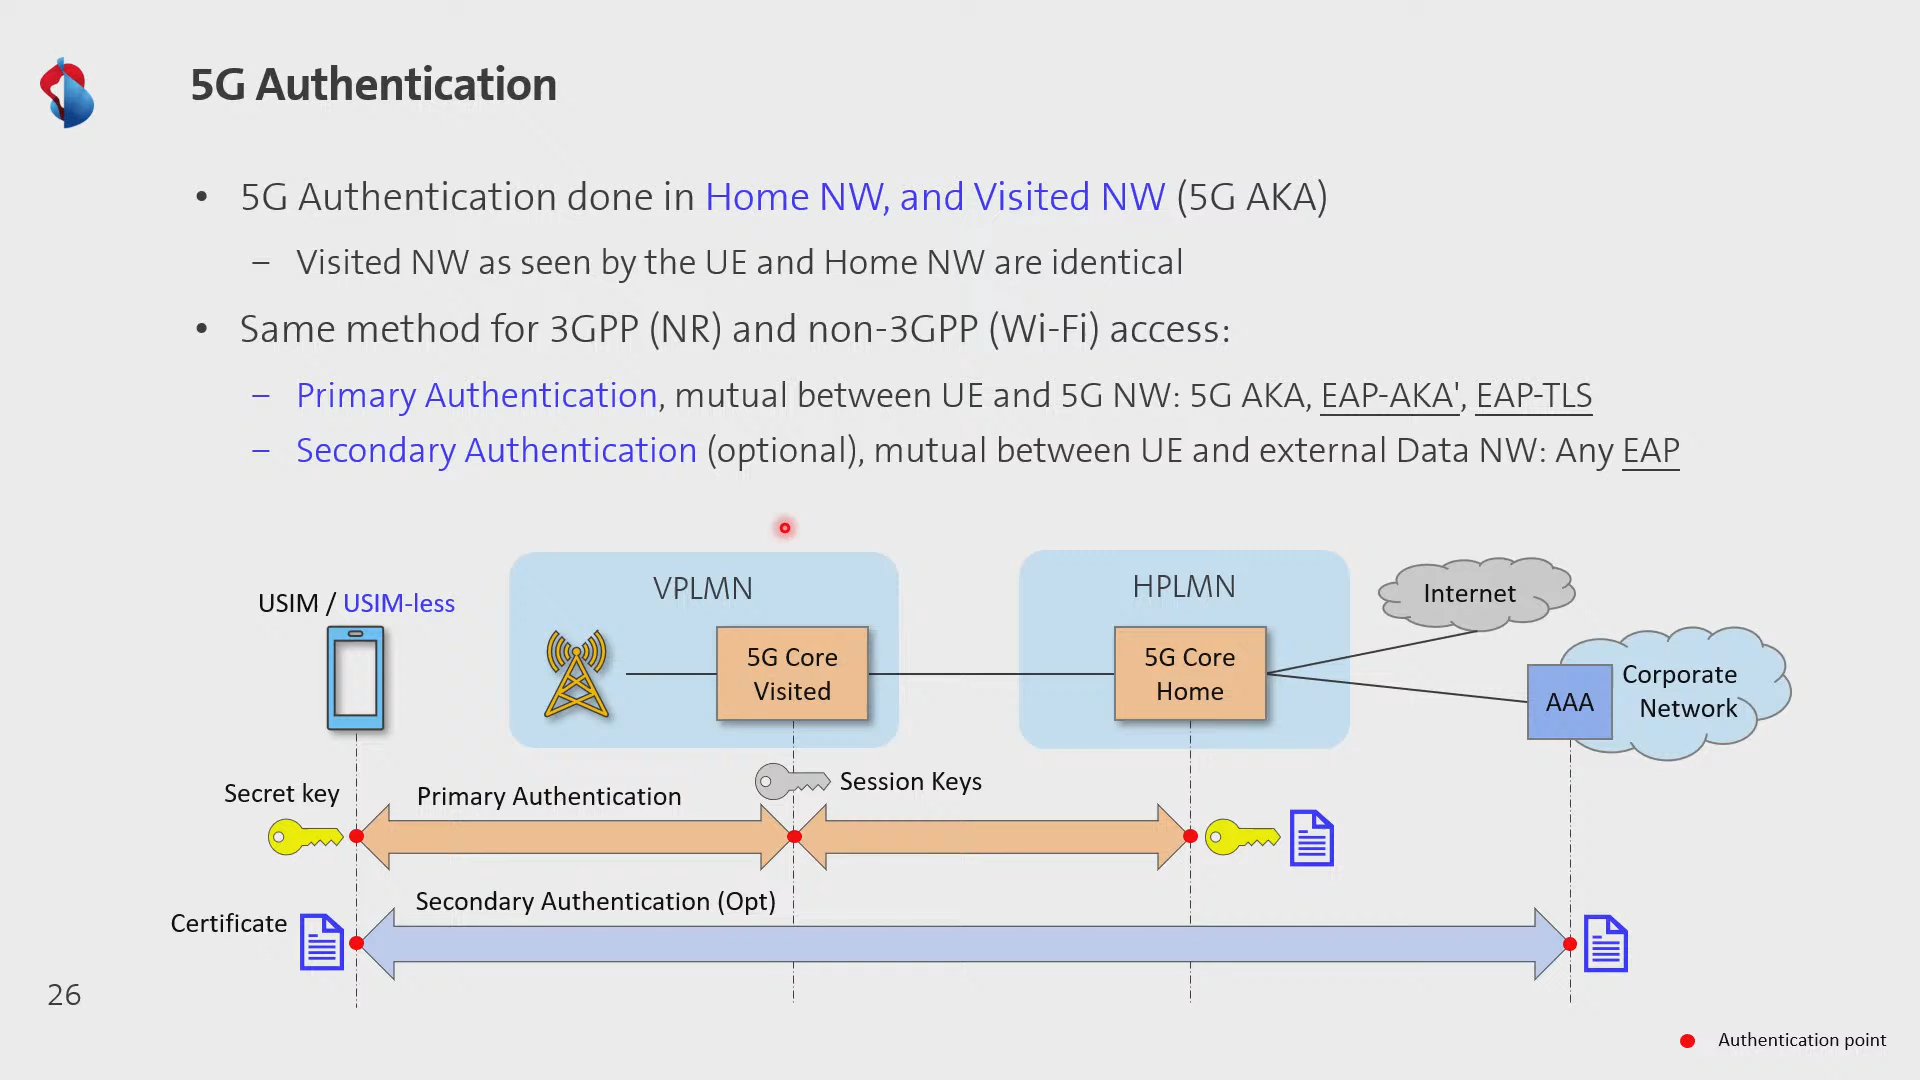 5G Authentication
• 5G Authentication done in Home NW, and Visited NW (5G AKA)
– Visited NW as seen by the UE and Home NW are identical
• Same method for 3GPP (NR) and non-3GPP (Wi-Fi) access:
– Primary Authentication, mutual between UE and 5G NW: 5G AKA, EAP-AKA', EAP-TLS
– Secondary Authentication (optional), mutual between UE and external Data NW: Any EAP
USIM / USIM-less
VPLMN
5G Core
Visited
HPLMN
5G Core
Home
Internet
AAA
Corporate
Network
Secret key
Primary Authentication
Session Keys
Certificate
Secondary Authentication (Opt)
26
Authentication point